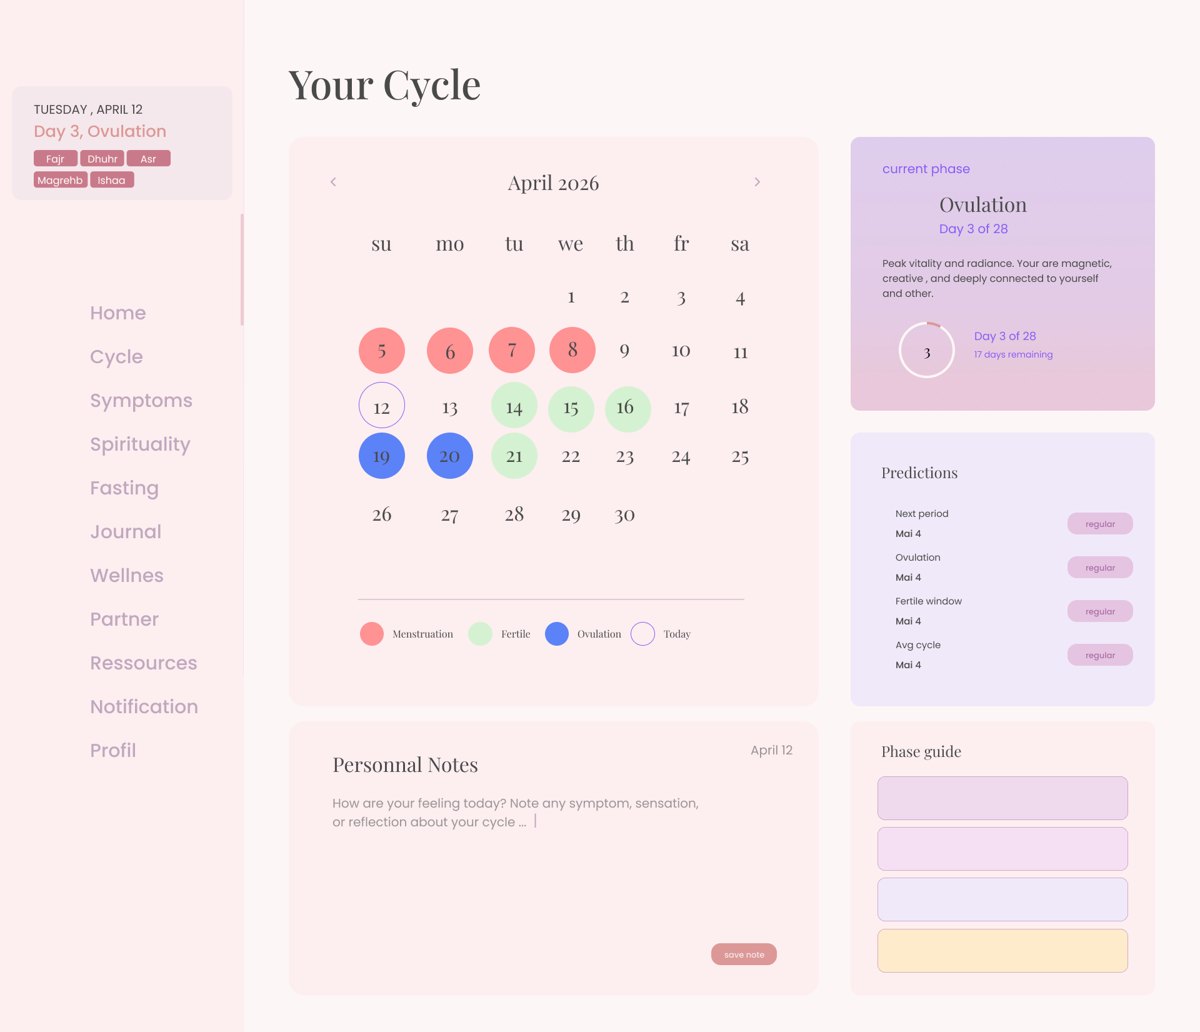 TUESDAY , APRIL 12
Day 3, Ovulation
Fajr Dhuhr Asr
Magrehb Ishaa
Home
Cycle
Symptoms
Spirituality
Fasting
Journal
Wellnes
Partner
Ressources
Notification
Profil
Your Cycle
April 2026
su mo tu we th fr sa
1 2 3 4
5 6 7 8 9 10 11
12 13 14 15 16 17 18
19 20 21 22 23 24 25
26 27 28 29 30
Menstruation Fertile Ovulation Today
current phase
Ovulation
Day 3 of 28
Peak vitality and radiance. Your are magnetic,
creative , and deeply connected to yourself
and other.
3
Day 3 of 28
17 days remaining
Predictions
Next period
Mai 4
regular
Ovulation
Mai 4
regular
Fertile window
Mai 4
regular
Avg cycle
Mai 4
regular
Personnal Notes
April 12
How are your feeling today? Note any symptom, sensation,
or reflection about your cycle ...
save note
Phase guide